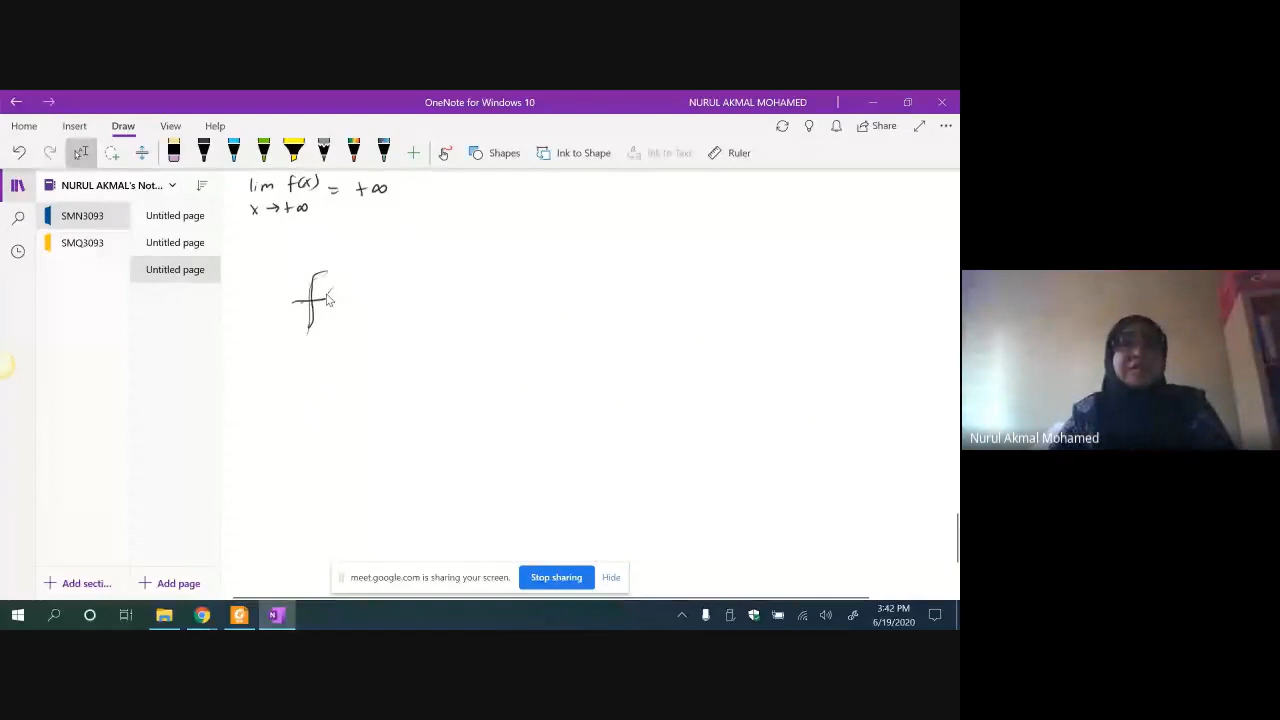 OneNote for Windows 10
NURUL AKMAL MOHAMED
Home Insert Draw View Help
Share
Shapes
Ink to Shape
Ink to Text
Ruler
NURUL AKMAL's Not...
SMN3093
SMQ3093
Untitled page
Untitled page
Untitled page
lim f(x) = +∞
x → +∞
f
Nurul Akmal Mohamed
meet.google.com is sharing your screen.
Stop sharing
Hide
Add secti...
Add page
3:42 PM
6/19/2020